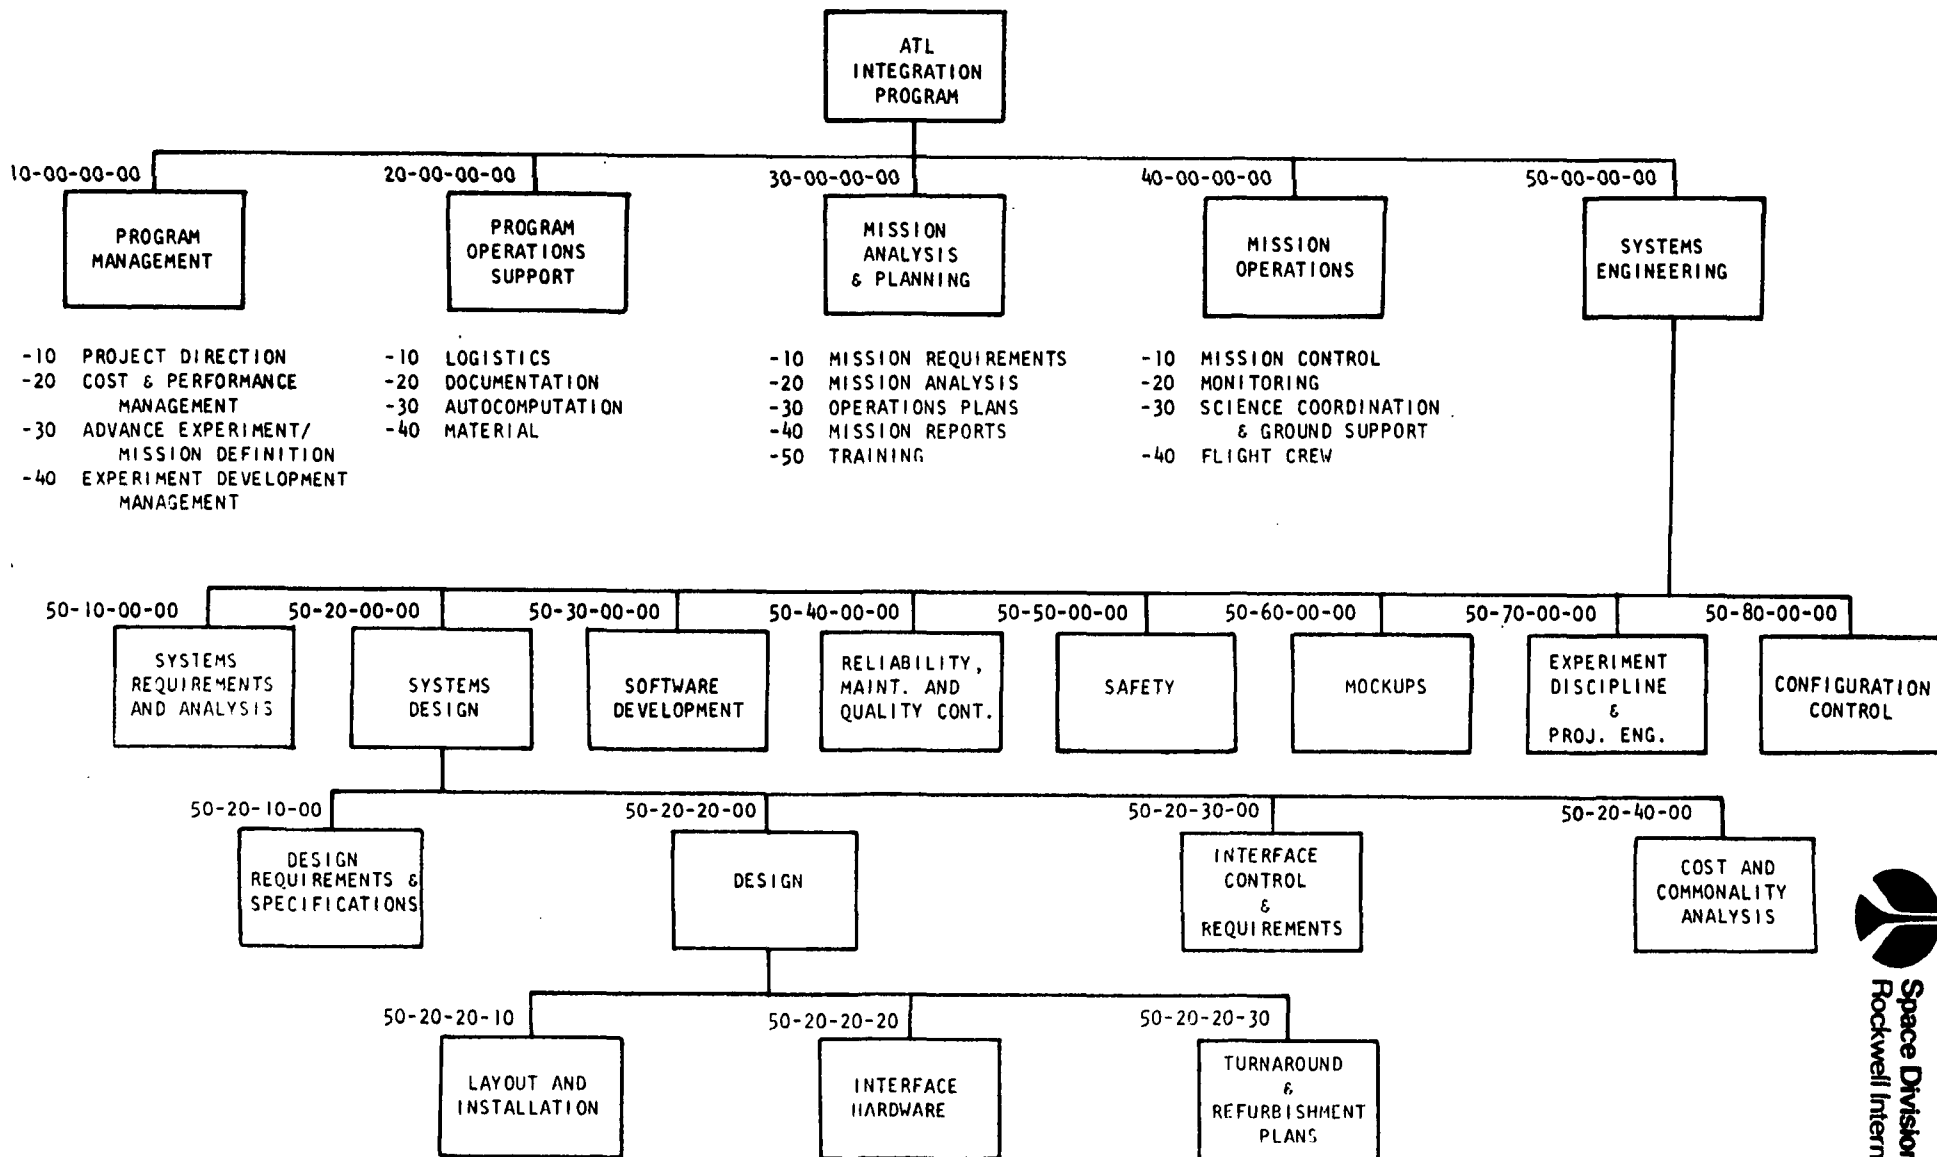 ATL
INTEGRATION
PROGRAM
10-00-00-00
20-00-00-00
30-00-00-00
40-00-00-00
50-00-00-00
PROGRAM
MANAGEMENT
PROGRAM
OPERATIONS
SUPPORT
MISSION
ANALYSIS
& PLANNING
MISSION
OPERATIONS
SYSTEMS
ENGINEERING
-10 PROJECT DIRECTION
-20 COST & PERFORMANCE
MANAGEMENT
-30 ADVANCE EXPERIMENT/
MISSION DEFINITION
-40 EXPERIMENT DEVELOPMENT
MANAGEMENT
-10 LOGISTICS
-20 DOCUMENTATION
-30 AUTOCOMPUTATION
-40 MATERIAL
-10 MISSION REQUIREMENTS
-20 MISSION ANALYSIS
-30 OPERATIONS PLANS
-40 MISSION REPORTS
-50 TRAINING
-10 MISSION CONTROL
-20 MONITORING
-30 SCIENCE COORDINATION
& GROUND SUPPORT
-40 FLIGHT CREW
50-10-00-00
50-20-00-00
50-30-00-00
50-40-00-00
50-50-00-00
50-60-00-00
50-70-00-00
50-80-00-00
SYSTEMS
REQUIREMENTS
AND ANALYSIS
SYSTEMS
DESIGN
SOFTWARE
DEVELOPMENT
RELIABILITY,
MAINT. AND
QUALITY CONT.
SAFETY
MOCKUPS
EXPERIMENT
DISCIPLINE
&
PROJ. ENG.
CONFIGURATION
CONTROL
50-20-10-00
50-20-20-00
50-20-30-00
50-20-40-00
DESIGN
REQUIREMENTS &
SPECIFICATIONS
DESIGN
INTERFACE
CONTROL
&
REQUIREMENTS
COST AND
COMMONALITY
ANALYSIS
50-20-20-10
50-20-20-20
50-20-20-30
LAYOUT AND
INSTALLATION
INTERFACE
HARDWARE
TURNAROUND
&
REFURBISHMENT
PLANS
Space Division
Rockwell